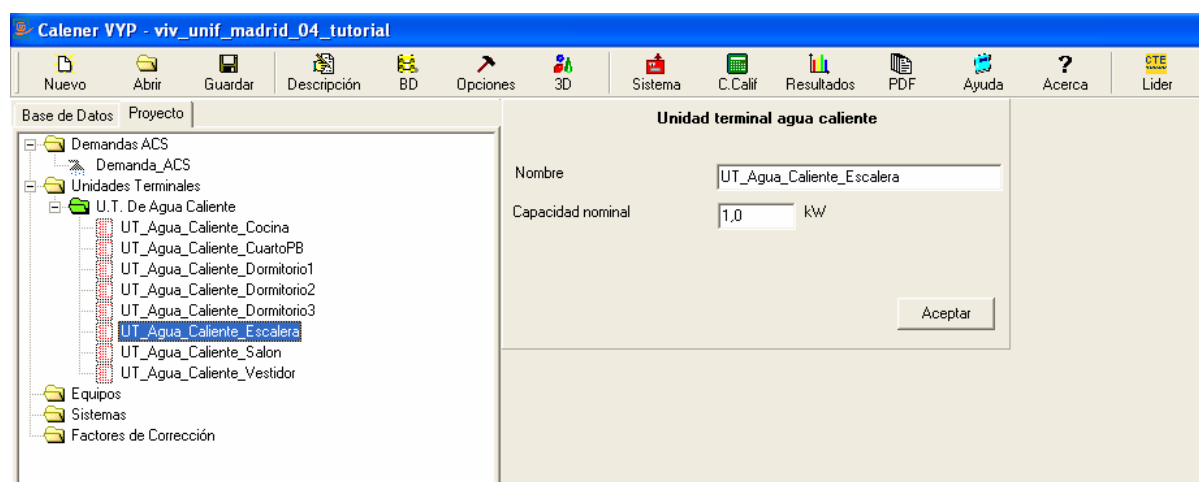 Calener VYP - viv_unif_madrid_04_tutorial
Nuevo Abrir Guardar Descripción BD Opciones 3D Sistema C.Calif Resultados PDF Ayuda Acerca CTE Lider
Base de Datos Proyecto
Demandas ACS
Demanda_ACS
Unidades Terminales
U.T. De Agua Caliente
UT_Agua_Caliente_Cocina
UT_Agua_Caliente_CuartoPB
UT_Agua_Caliente_Dormitorio1
UT_Agua_Caliente_Dormitorio2
UT_Agua_Caliente_Dormitorio3
UT_Agua_Caliente_Escalera
UT_Agua_Caliente_Salon
UT_Agua_Caliente_Vestidor
Equipos
Sistemas
Factores de Corrección
Unidad terminal agua caliente
Nombre UT_Agua_Caliente_Escalera
Capacidad nominal 1,0 kW
Aceptar